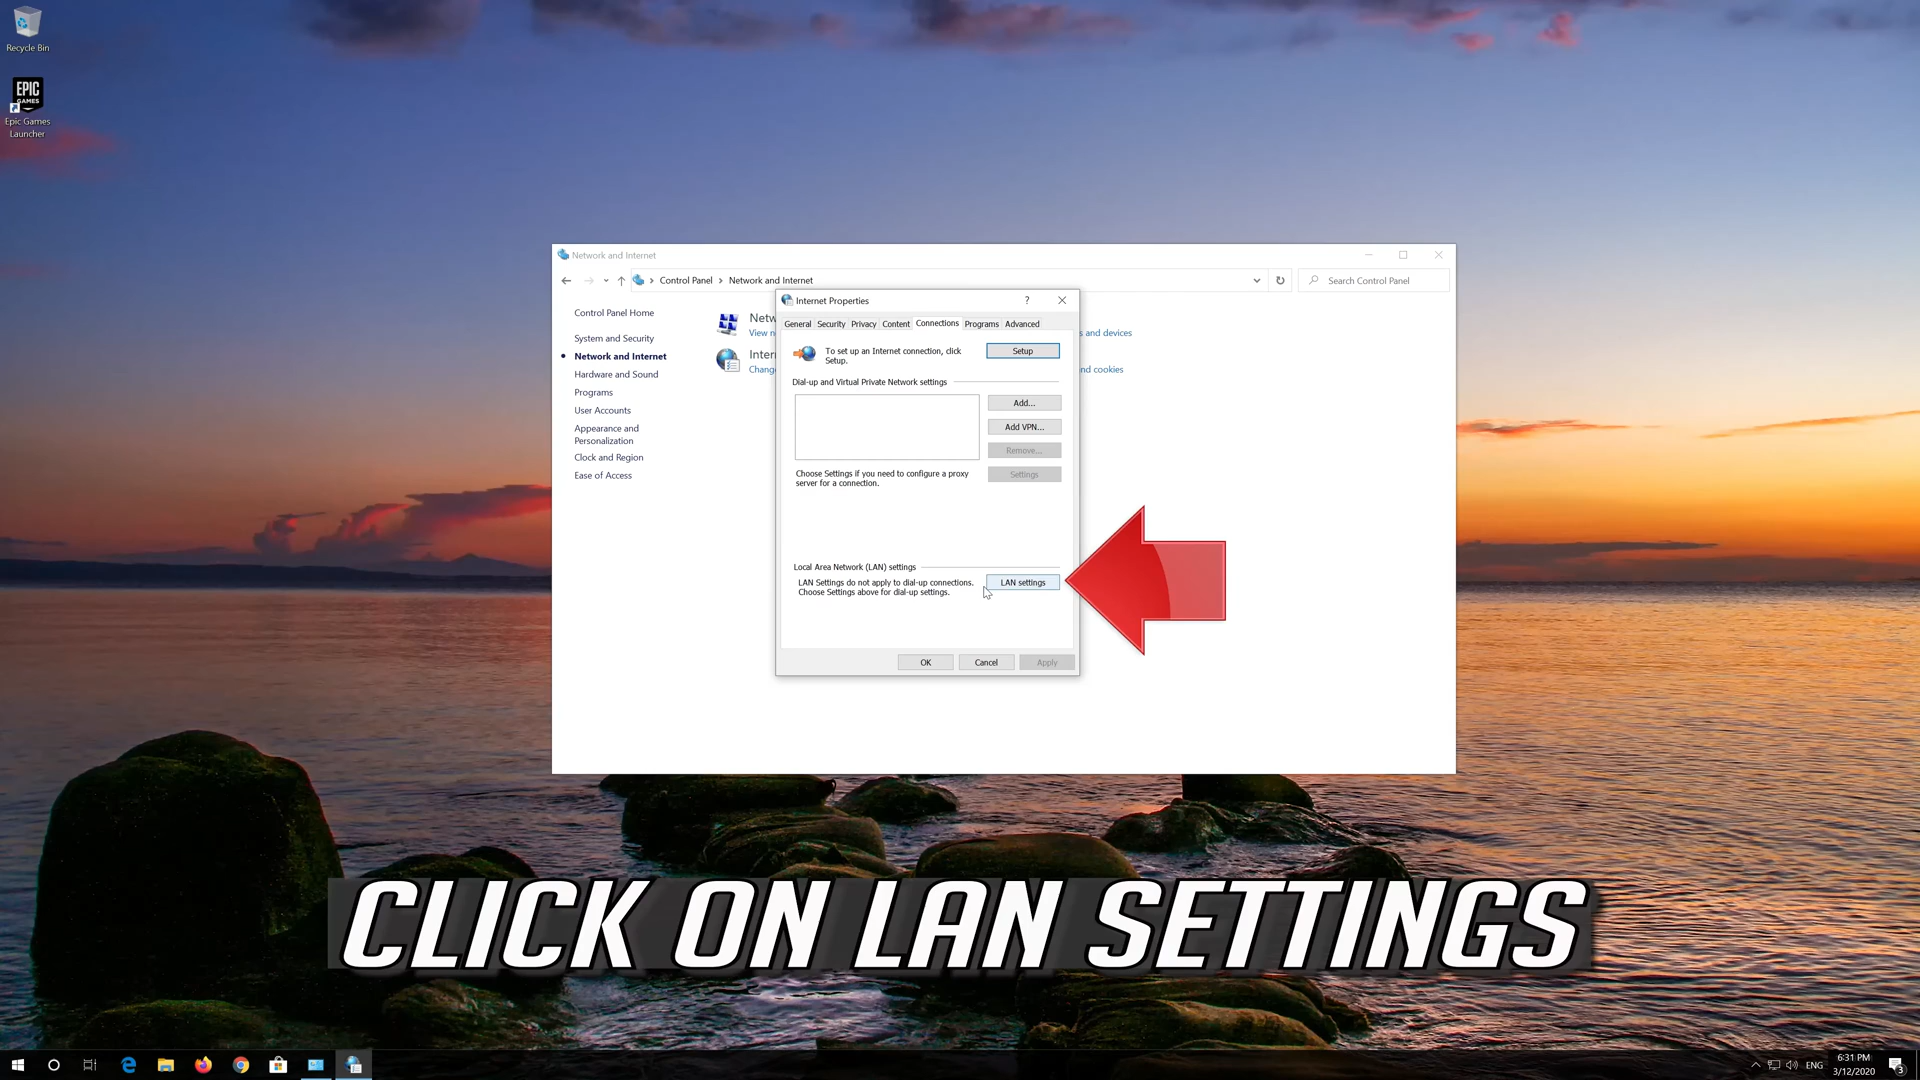 Recycle Bin
EPIC
GAMES
Epic Games
Launcher
Network and Internet
Control Panel > Network and Internet
Search Control Panel
Control Panel Home
System and Security
Network and Internet
Hardware and Sound
Programs
User Accounts
Appearance and
Personalization
Clock and Region
Ease of Access
Netw
View n
s and devices
Inter
Change
nd cookies
Internet Properties
?
General Security Privacy Content Connections Programs Advanced
To set up an Internet connection, click
Setup.
Setup
Dial-up and Virtual Private Network settings
Add...
Add VPN...
Remove...
Choose Settings if you need to configure a proxy
server for a connection.
Settings
Local Area Network (LAN) settings
LAN Settings do not apply to dial-up connections.
Choose Settings above for dial-up settings.
LAN settings
OK Cancel Apply
CLICK ON LAN SETTINGS
ENG
6:31 PM
3/12/2020
3